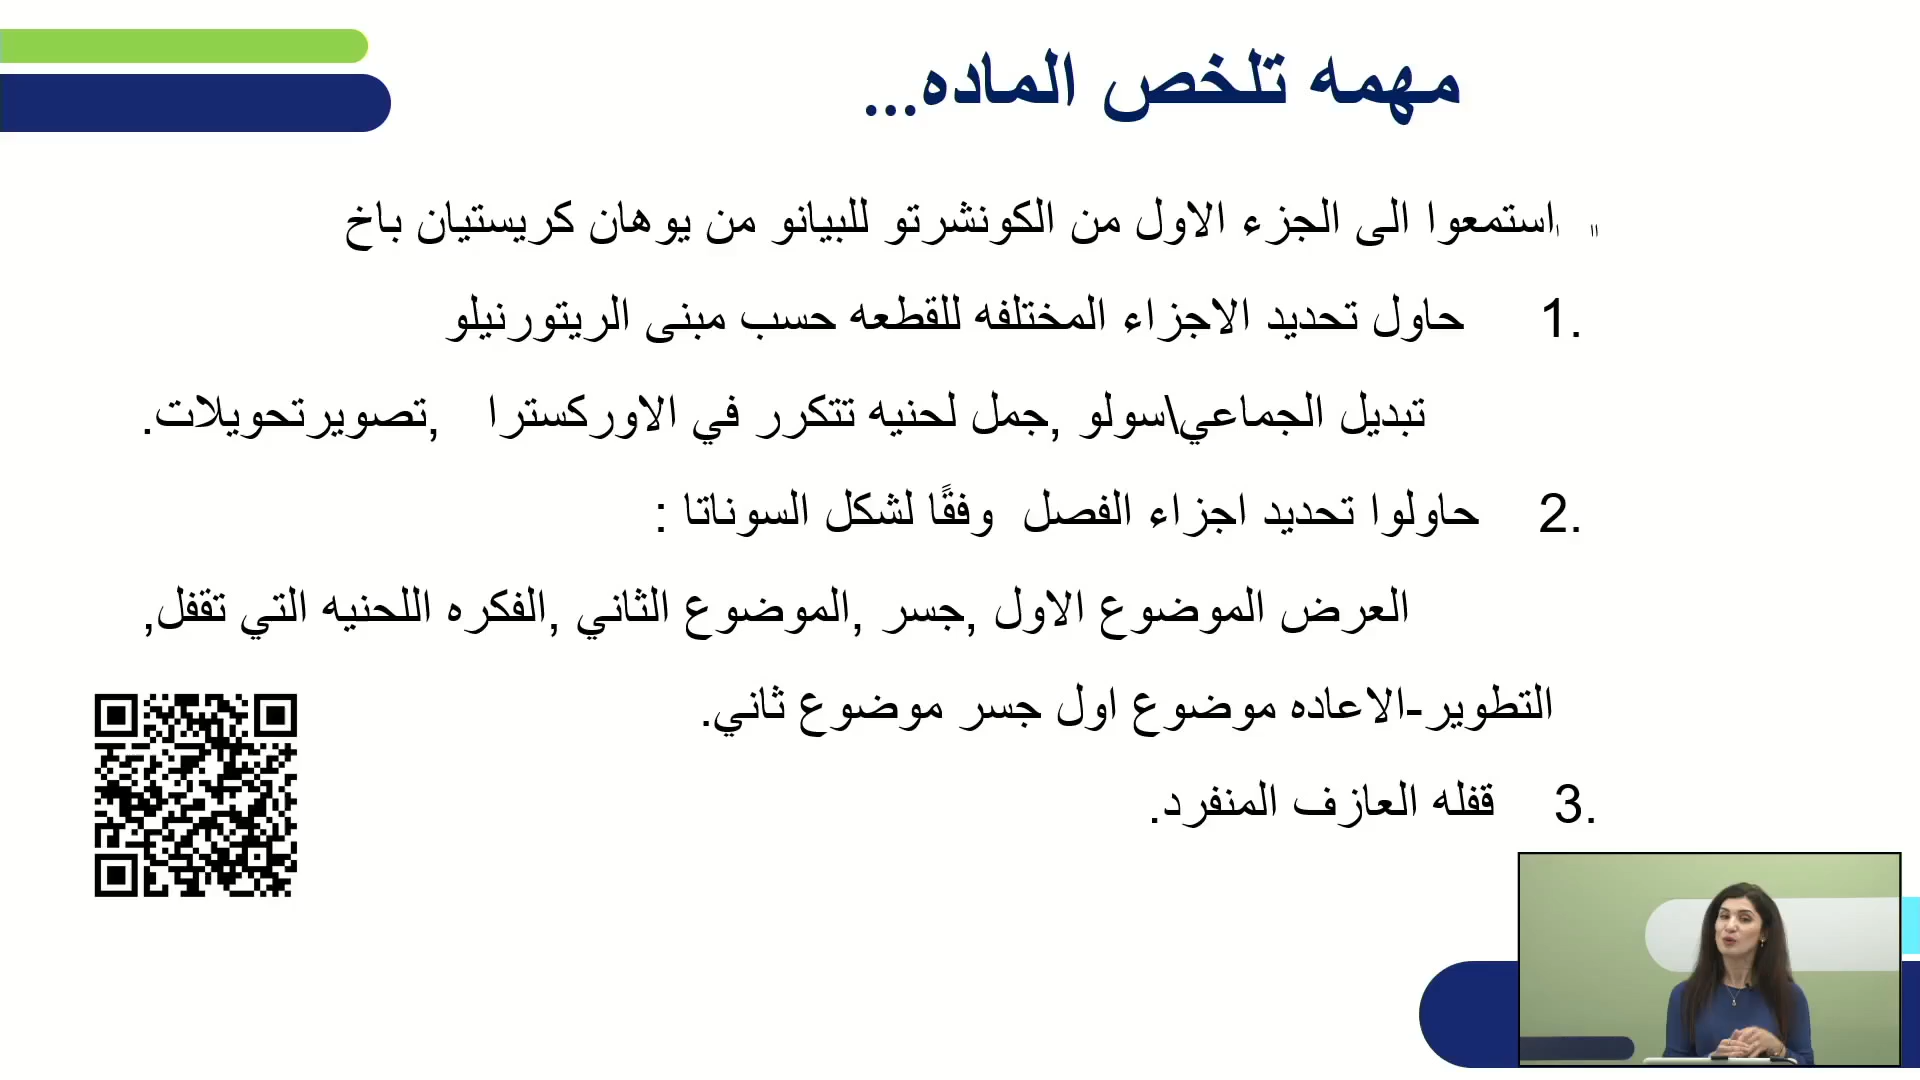 مهمه تلخص الماده...
استمعوا الى الجزء الاول من الكونشرتو للبيانو من يوهان كريستيان باخ
1. حاول تحديد الاجزاء المختلفه للقطعه حسب مبنى الريتورنيلو
تبديل الجماعي\سولو ,جمل لحنيه تتكرر في الاوركسترا ,تصويرتحويلات.
2. حاولوا تحديد اجزاء الفصل وفقًا لشكل السوناتا :
العرض الموضوع الاول ,جسر ,الموضوع الثاني ,الفكره اللحنيه التي تقفل,
التطوير-الاعاده موضوع اول جسر موضوع ثاني.
3. قفله العازف المنفرد.